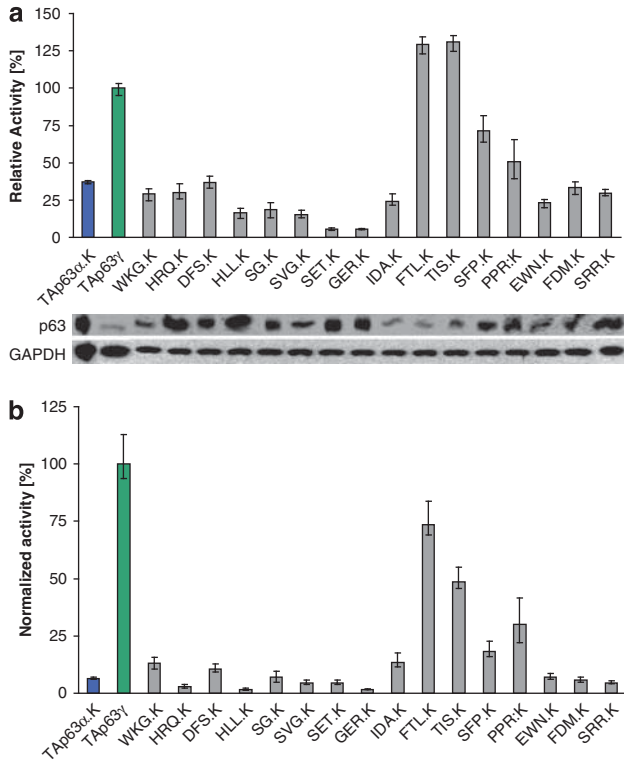 a
Relative Activity [%]
150
125
100
75
50
25
0
TAp63α.K TAp63γ WKG.K HRQ.K DFS.K HLL.K SG.K SVG.K SET.K GER.K IDA.K FTL.K TIS.K SFP.K PPR.K EWN.K FDM.K SRR.K
p63
GAPDH
b
Normalized activity [%]
125
100
75
50
25
0
TAp63α.K TAp63γ WKG.K HRQ.K DFS.K HLL.K SG.K SVG.K SET.K GER.K IDA.K FTL.K TIS.K SFP.K PPR.K EWN.K FDM.K SRR.K